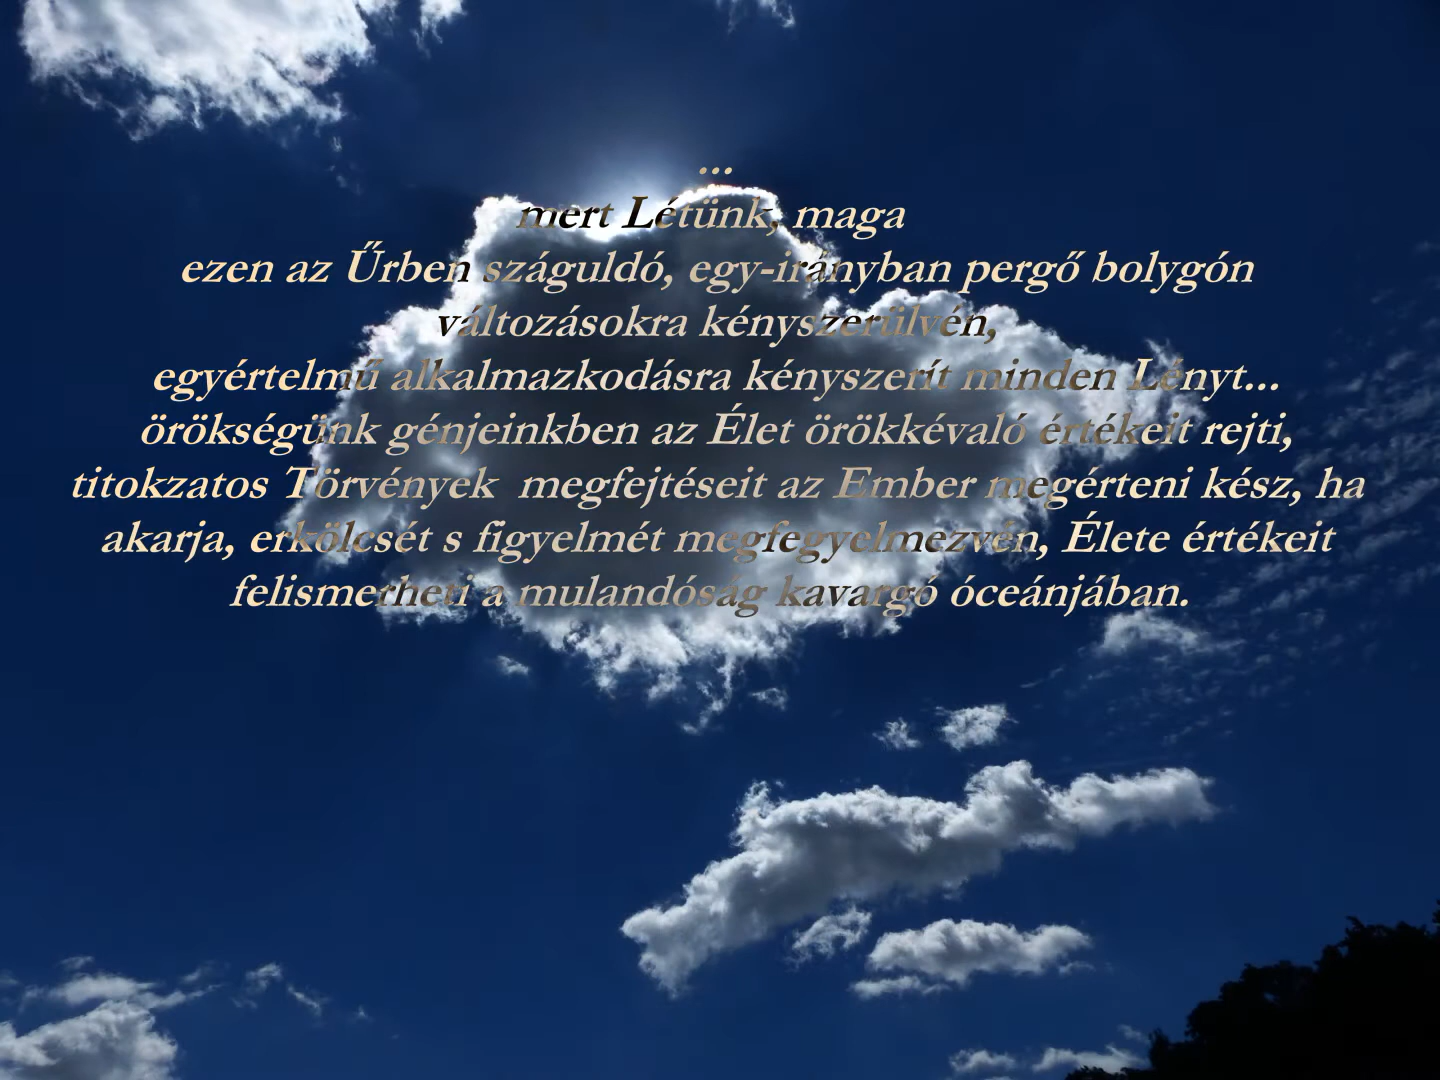 ...
mert Létünk, maga
ezen az Űrben száguldó, egy-irányban pergő bolygón
változásokra kényszerülvén,
egyértelmű alkalmazkodásra kényszerít minden Lényt...
örökségünk génjeinkben az Élet örökkévaló értékeit rejti,
titokzatos Törvények  megfejtéseit az Ember megérteni kész, ha
akarja, erkölcsét s figyelmét megfegyelmezvén, Élete értékeit
felismerheti a mulandóság kavargó óceánjában.